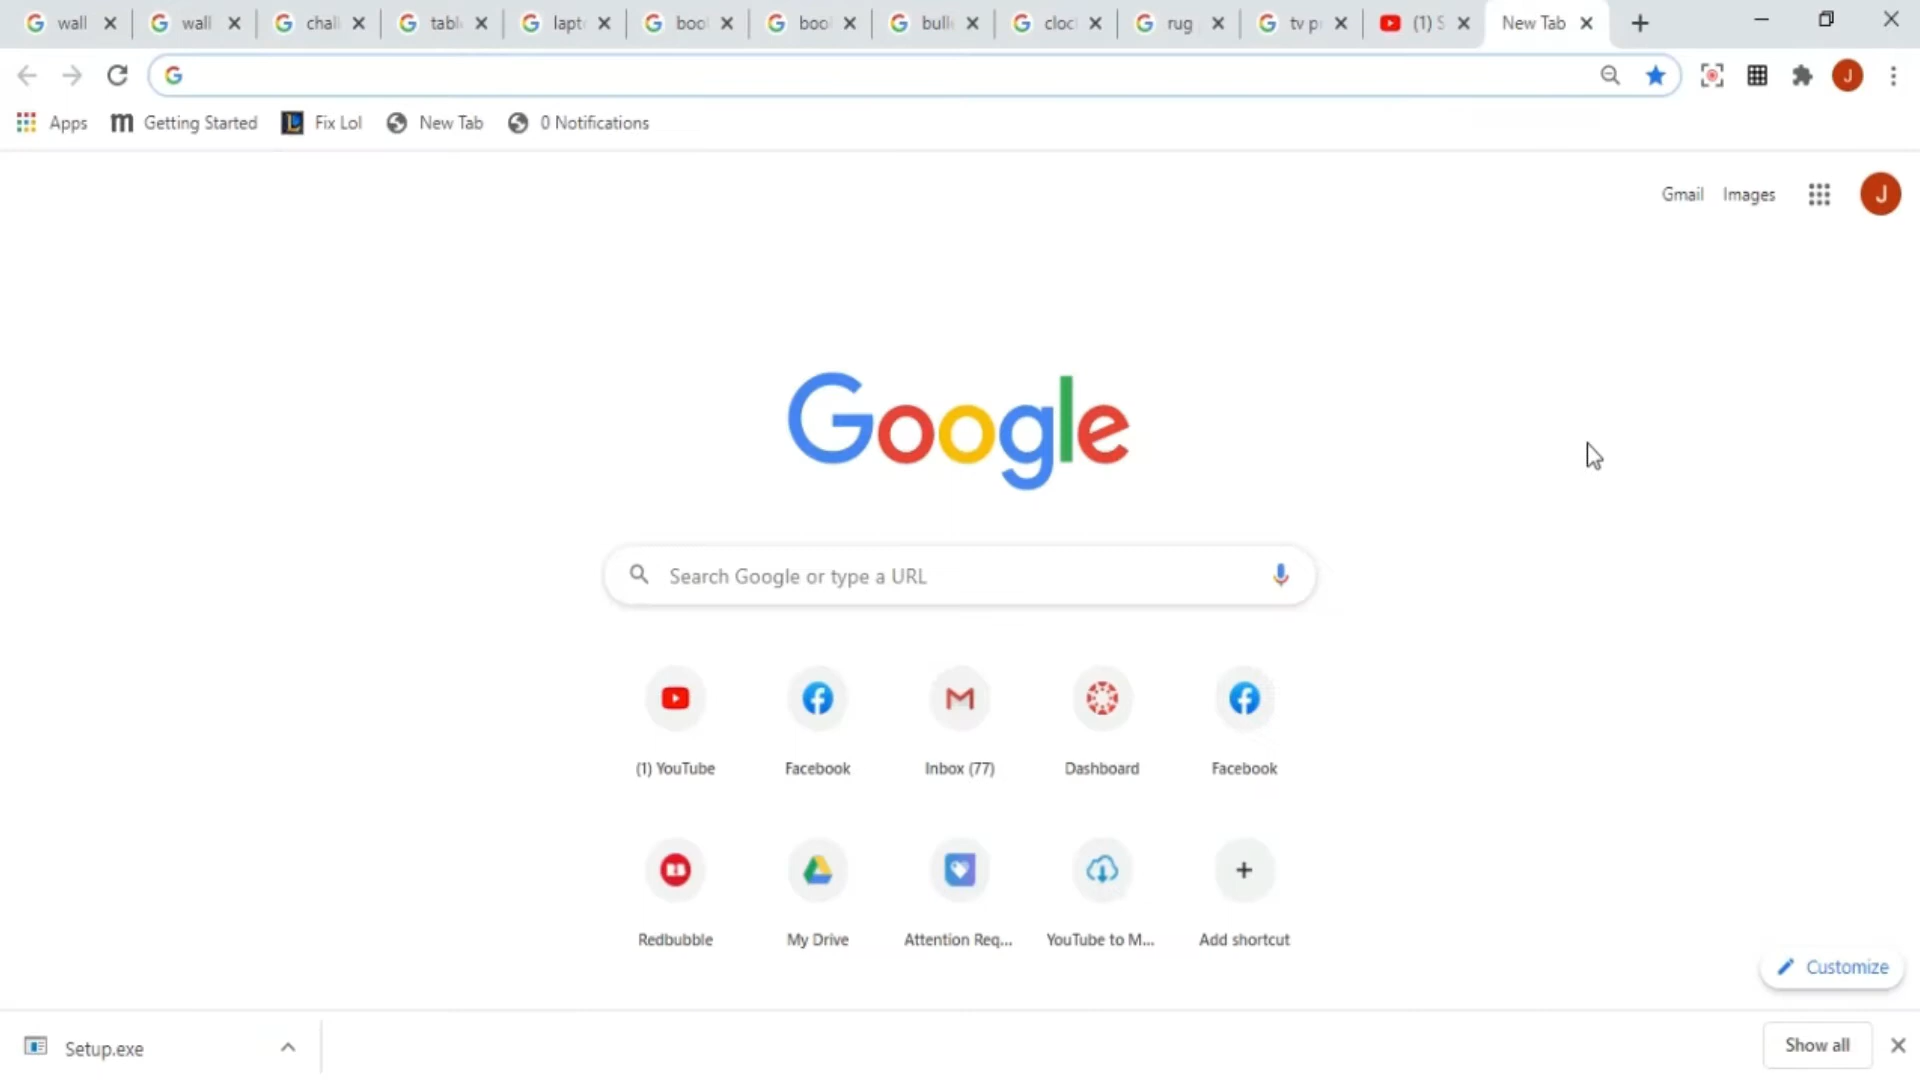 wall wall chal tabl lapt boo boo bull cloc rug tv p (1) S New Tab
Apps Getting Started Fix Lol New Tab 0 Notifications
Gmail Images J
Google
Search Google or type a URL
(1) YouTube Facebook Inbox (77) Dashboard Facebook
Redbubble My Drive Attention Req... YouTube to M... Add shortcut
Customize
Setup.exe Show all